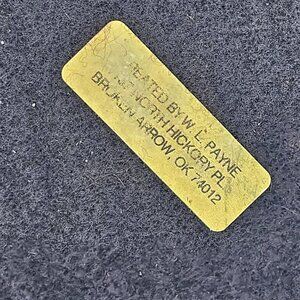 CREATED BY W. L. PAYNE
NORTH HICKORY PL.
BROKEN ARROW, OK 74012